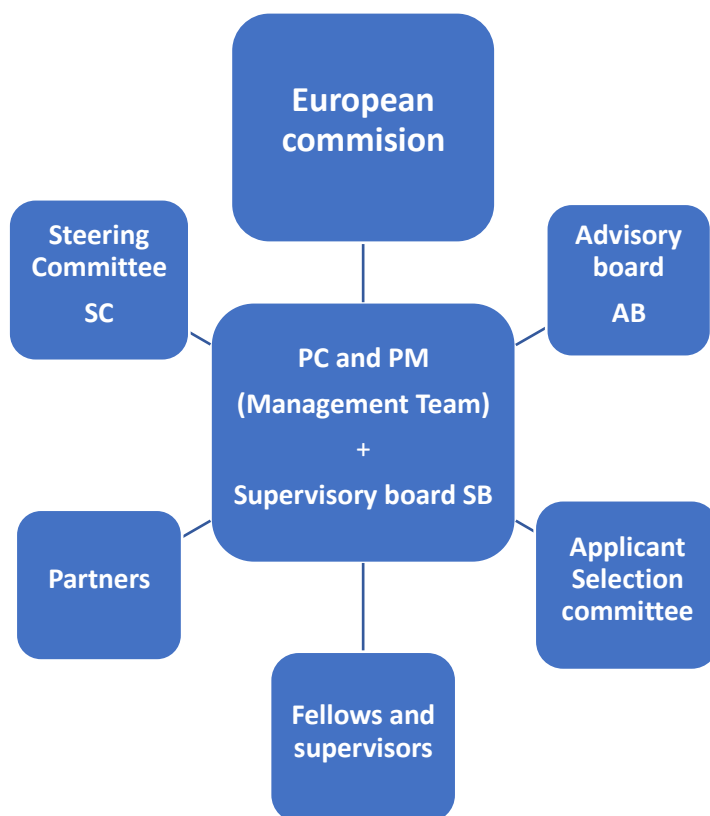 European
commision
Steering
Committee
SC
Advisory
board
AB
PC and PM
(Management Team)
+
Supervisory board SB
Partners
Applicant
Selection
committee
Fellows and
supervisors